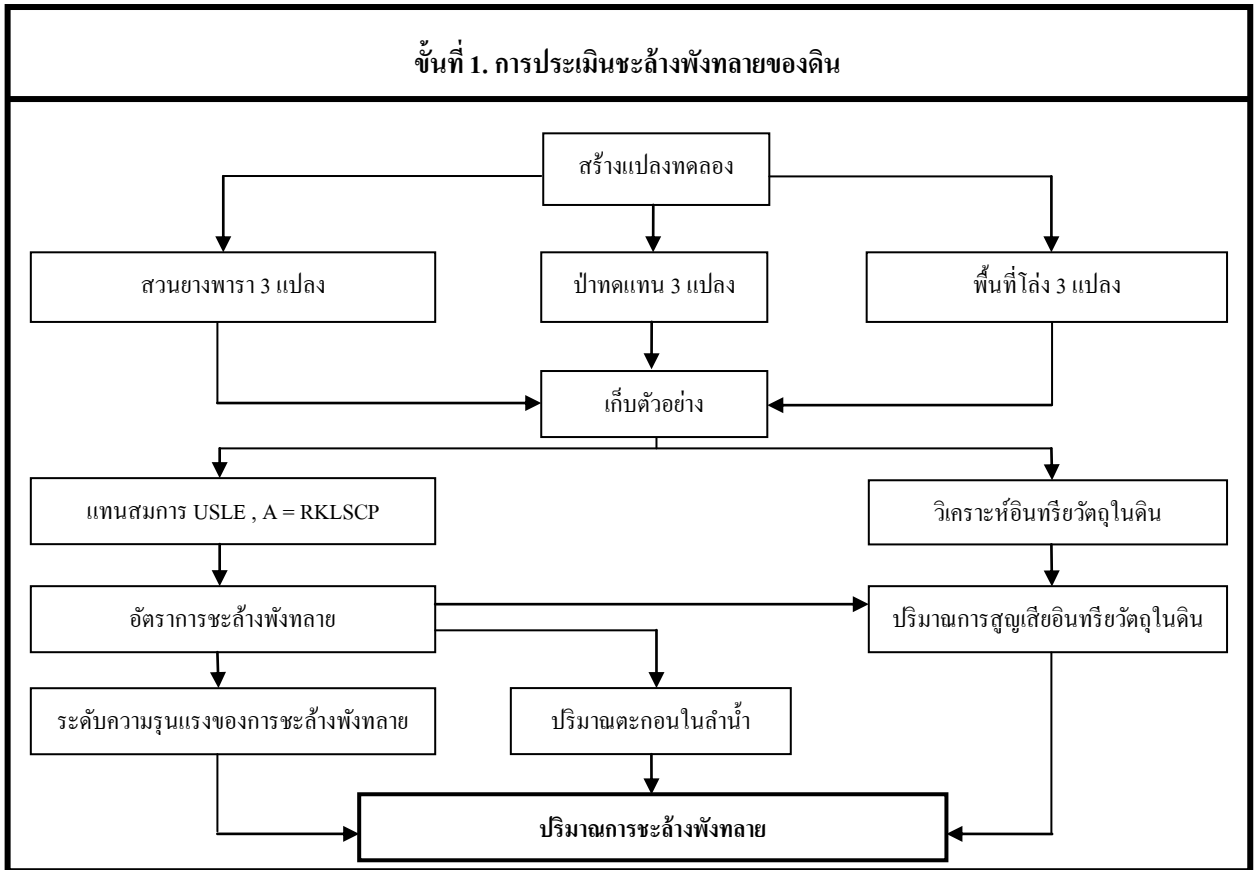 ขั้นที่ 1. การประเมินชะล้างพังทลายของดิน
สร้างแปลงทดลอง
สวนยางพารา 3 แปลง
ป่าทดแทน 3 แปลง
พื้นที่โล่ง 3 แปลง
เก็บตัวอย่าง
แทนสมการ USLE , A = RKLSCP
วิเคราะห์อินทรียวัตถุในดิน
อัตราการชะล้างพังทลาย
ปริมาณการสูญเสียอินทรียวัตถุในดิน
ระดับความรุนแรงของการชะล้างพังทลาย
ปริมาณตะกอนในลำน้ำ
ปริมาณการชะล้างพังทลาย